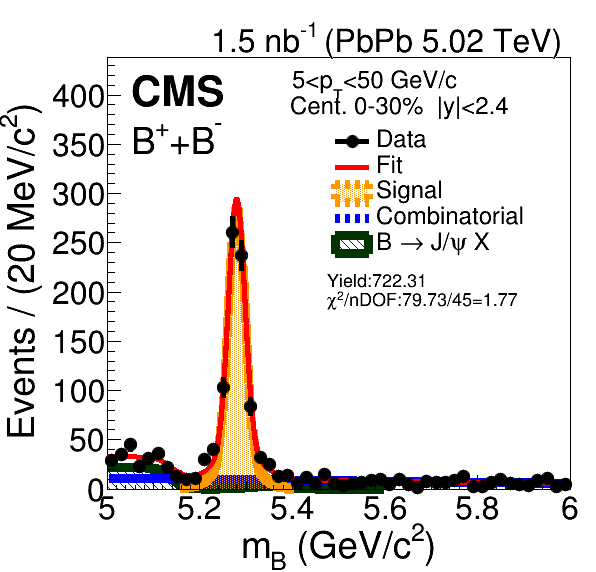 1.5 nb⁻¹ (PbPb 5.02 TeV)
CMS
B⁺+B⁻
5<p_T<50 GeV/c
Cent. 0-30% |y|<2.4
Data
Fit
Signal
Combinatorial
B → J/ψ X
Yield:722.31
χ²/nDOF:79.73/45=1.77
Events / (20 MeV/c²)
400
350
300
250
200
150
100
50
0
5 5.2 5.4 5.6 5.8 6
m_B (GeV/c²)